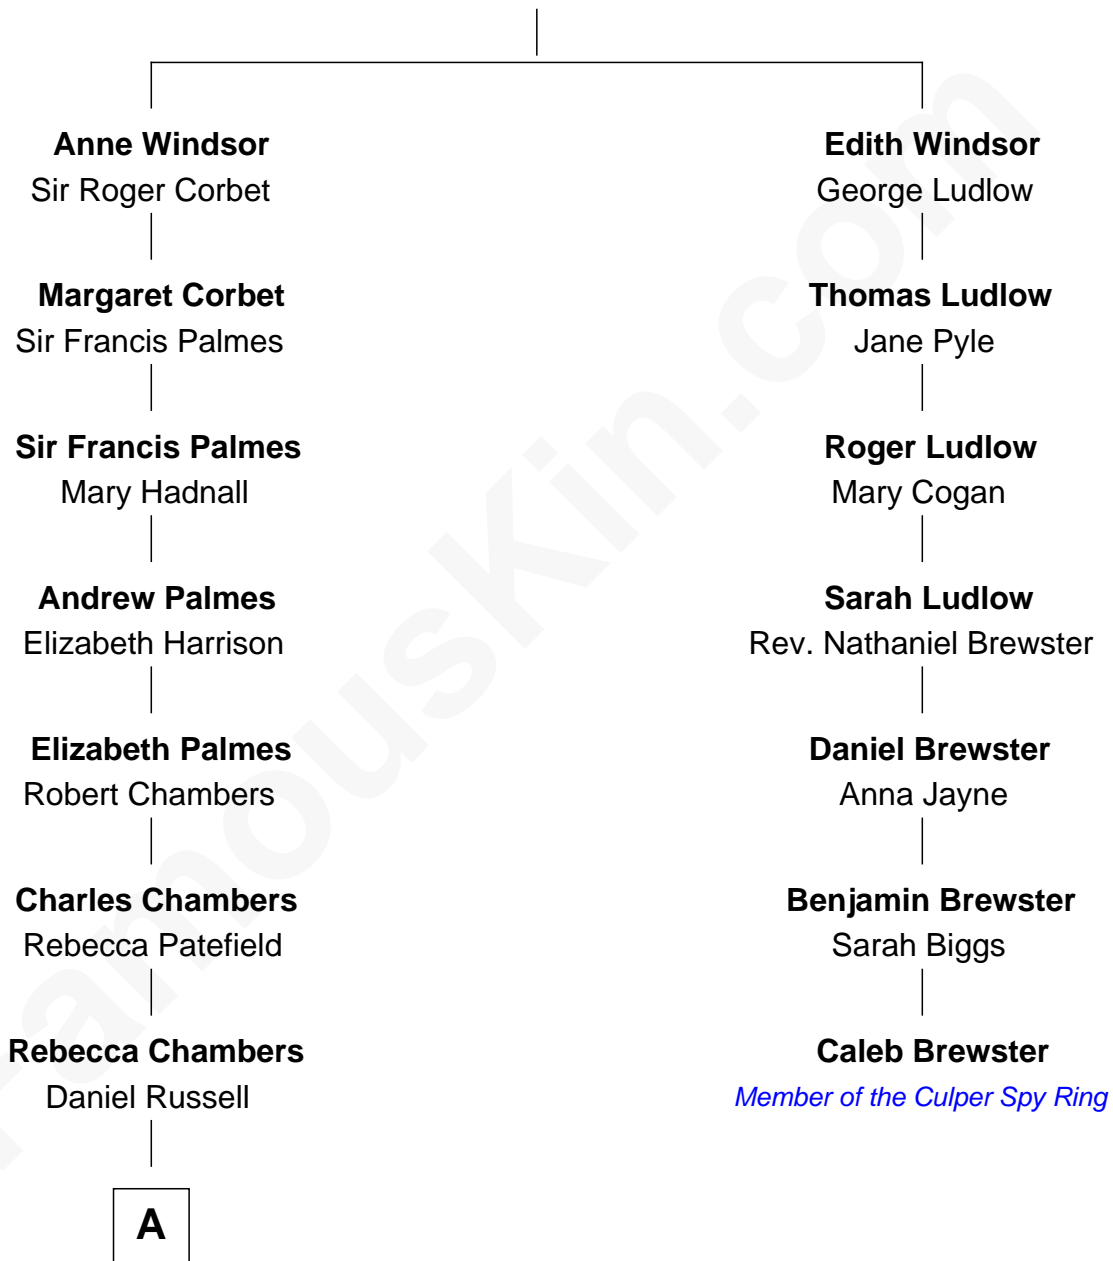 Anne Windsor
Sir Roger Corbet
Margaret Corbet
Sir Francis Palmes
Sir Francis Palmes
Mary Hadnall
Andrew Palmes
Elizabeth Harrison
Elizabeth Palmes
Robert Chambers
Charles Chambers
Rebecca Patefield
Rebecca Chambers
Daniel Russell
A
Edith Windsor
George Ludlow
Thomas Ludlow
Jane Pyle
Roger Ludlow
Mary Cogan
Sarah Ludlow
Rev. Nathaniel Brewster
Daniel Brewster
Anna Jayne
Benjamin Brewster
Sarah Biggs
Caleb Brewster
Member of the Culper Spy Ring
FamousKin.com